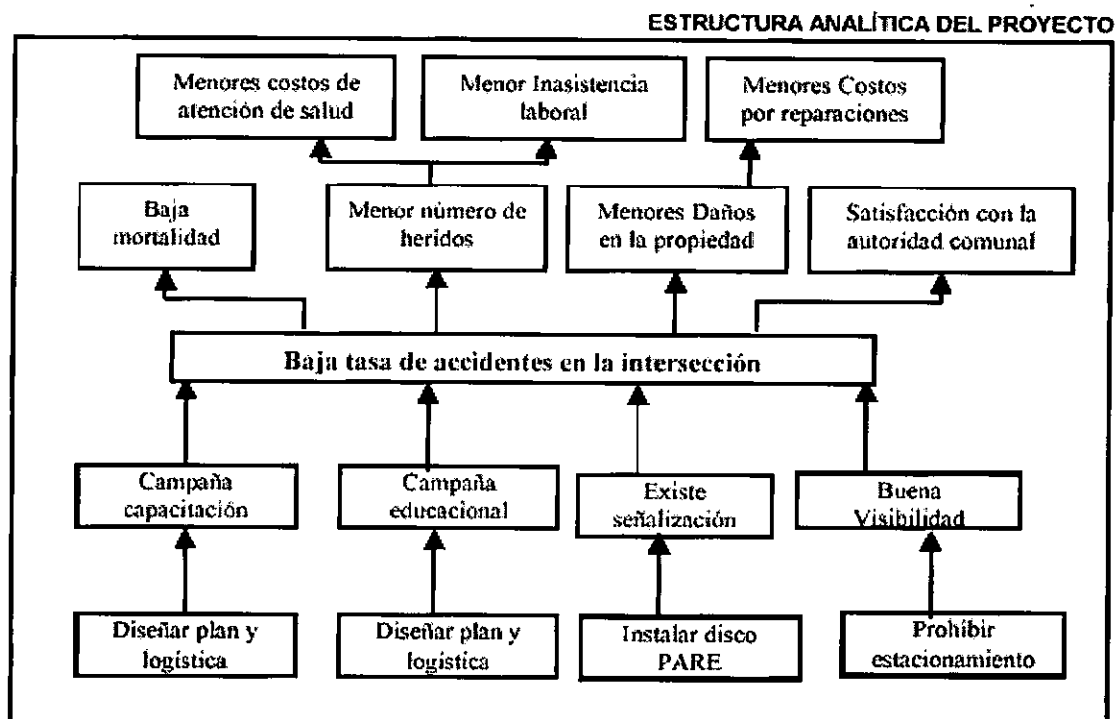 ESTRUCTURA ANALÍTICA DEL PROYECTO
Menores costos de
atención de salud
Menor Inasistencia
laboral
Menores Costos
por reparaciones
Baja
mortalidad
Menor número de
heridos
Menores Daños
en la propiedad
Satisfacción con la
autoridad comunal
Baja tasa de accidentes en la intersección
Campaña
capacitación
Campaña
educacional
Existe
señalización
Buena
Visibilidad
Diseñar plan y
logística
Diseñar plan y
logística
Instalar disco
PARE
Prohibir
estacionamiento